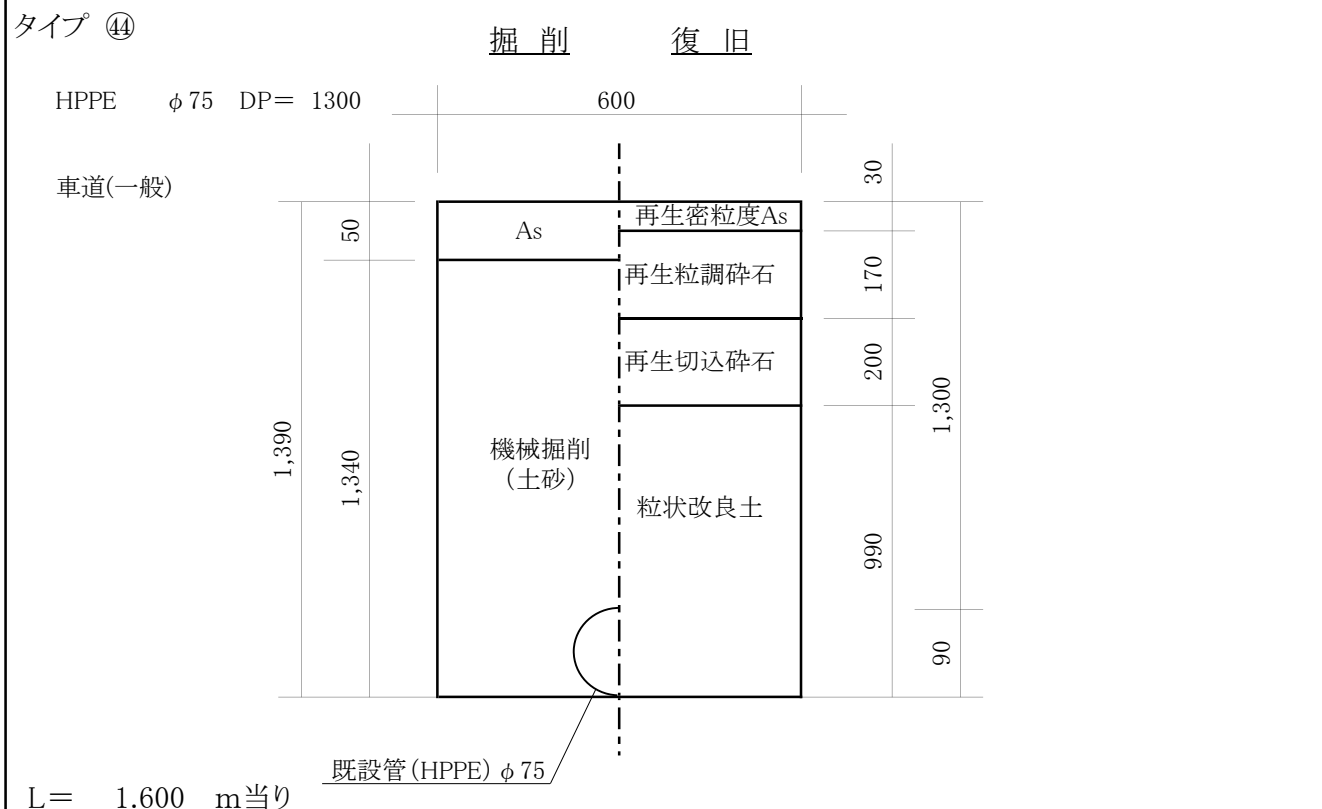 タイプ ㊹
掘 削 復 旧
HPPE φ75 DP= 1300
600
車道(一般)
30
50
As
再生密粒度As
再生粒調砕石
170
再生切込砕石
200
1,300
1,390
1,340
機械掘削
(土砂)
粒状改良土
990
90
既設管(HPPE)φ75
L= 1.600 m当り